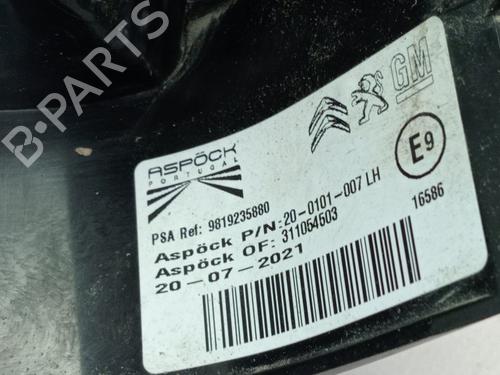 B-PARTS
ASPÖCK
PORTUGAL
GM
E9
PSA Ref: 9819235880
Aspöck P/N:20-0101-007 LH
Aspöck OF: 311054503
20-07-2021
16586